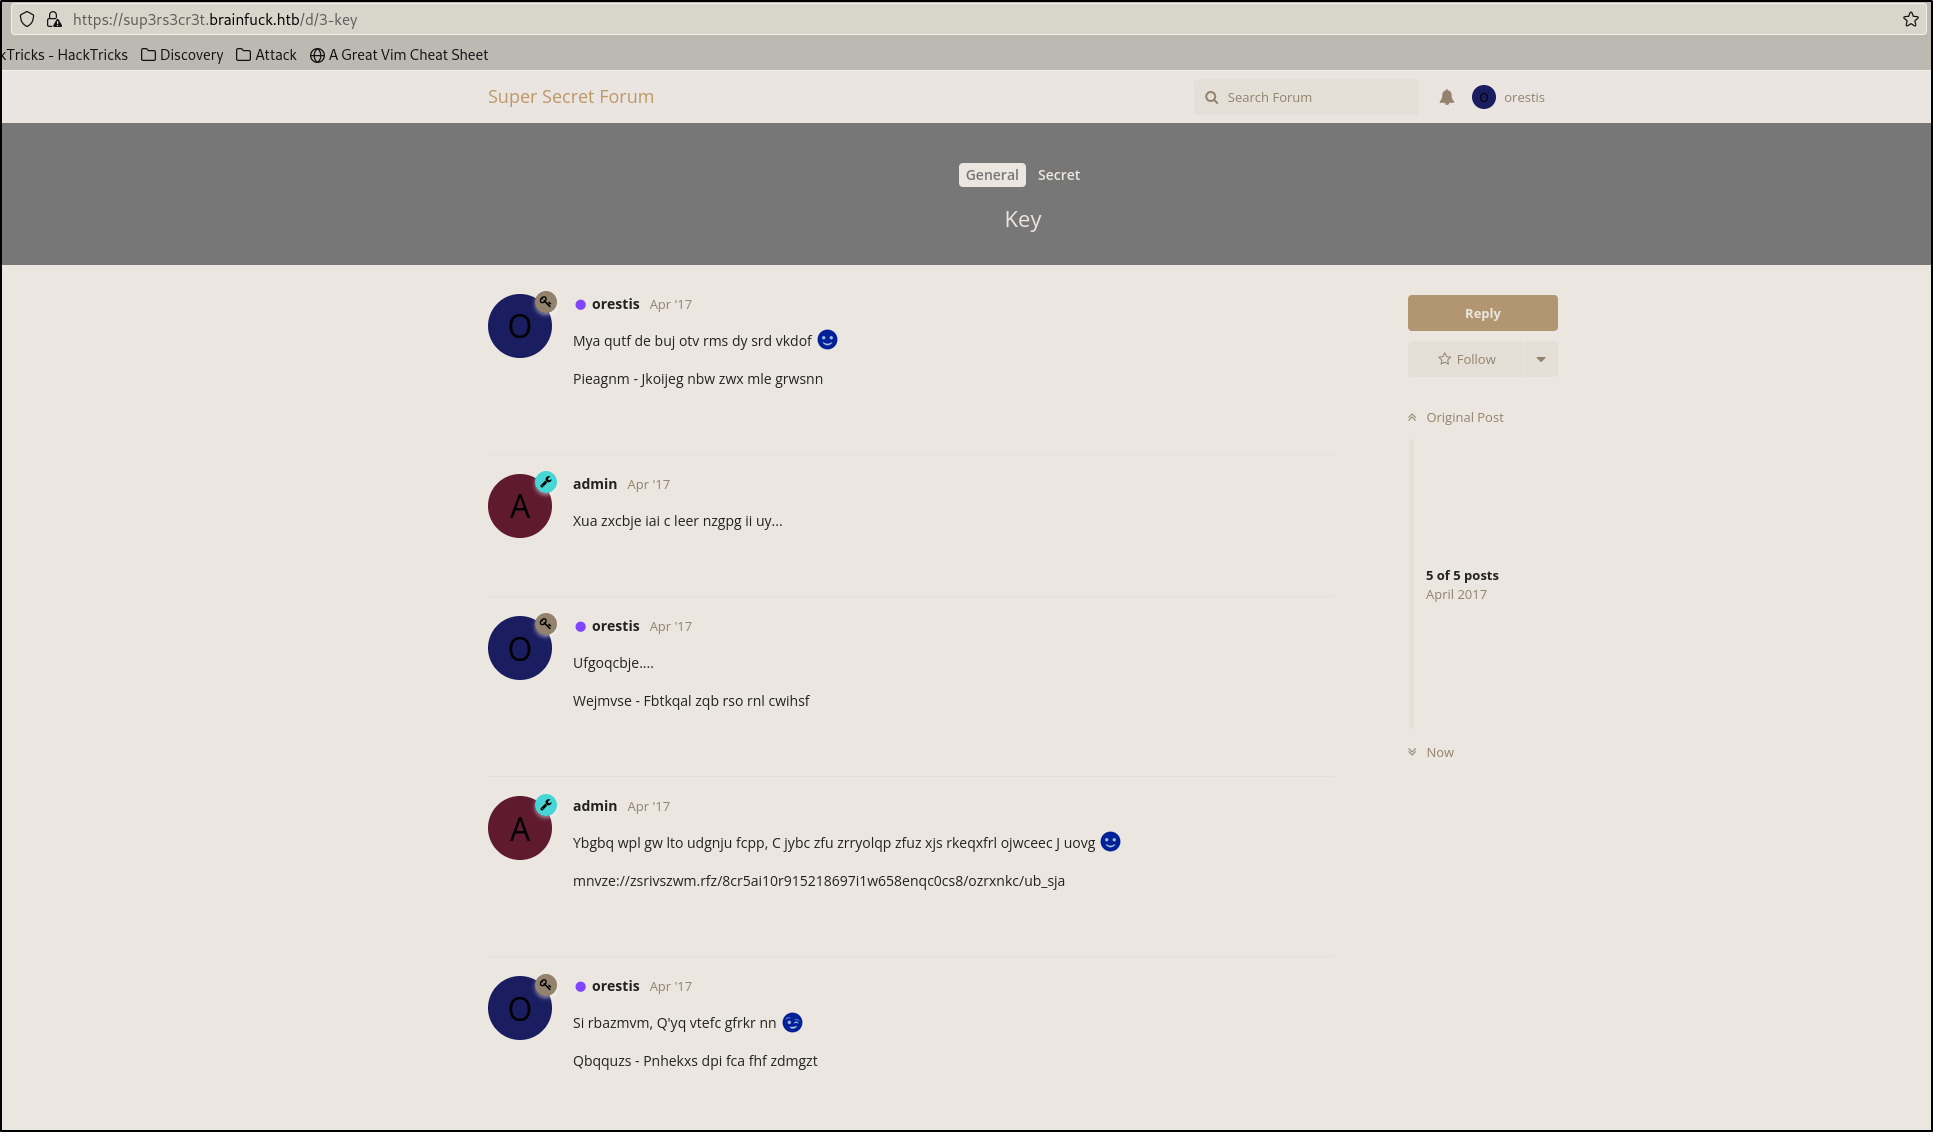 https://sup3rs3cr3t.brainfuck.htb/d/3-key
kTricks - HackTricks Discovery Attack A Great Vim Cheat Sheet
Super Secret Forum Search Forum O orestis
General Secret
Key
O orestis Apr '17
Mya qutf de buj otv rms dy srd vkdof
Pieagnm - Jkoijeg nbw zwx mle grwsnn
Reply
Follow
Original Post
A admin Apr '17
Xua zxcbje iai c leer nzgpg ii uy...
5 of 5 posts
April 2017
O orestis Apr '17
Ufgoqcbje....
Wejmvse - Fbtkqal zqb rso rnl cwihsf
Now
A admin Apr '17
Ybgbq wpl gw lto udgnju fcpp, C jybc zfu zrryolqp zfuz xjs rkeqxfrl ojwceec J uovg
mnvze://zsrivszwm.rfz/8cr5ai10r915218697i1w658enqc0cs8/ozrxnkc/ub_sja
O orestis Apr '17
Si rbazmvm, Q'yq vtefc gfrkr nn
Qbqquzs - Pnhekxs dpi fca fhf zdmgzt